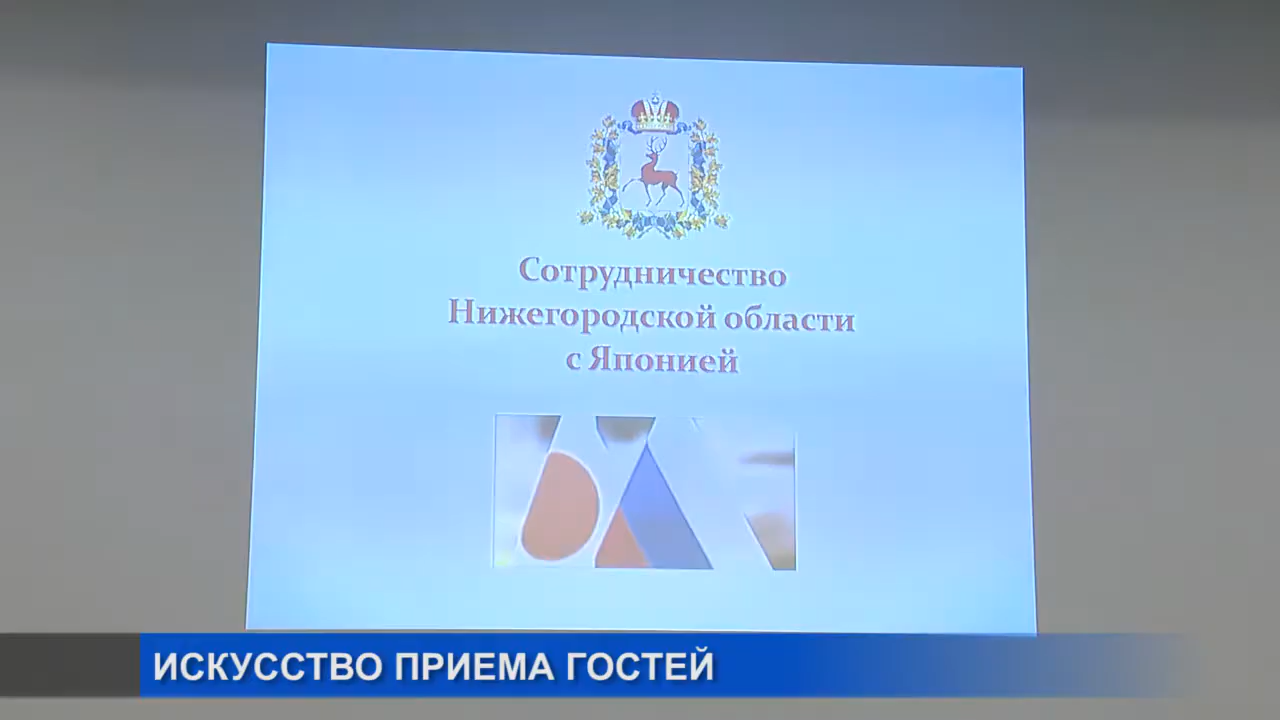 Сотрудничество
Нижегородской области
с Японией
ИСКУССТВО ПРИЕМА ГОСТЕЙ